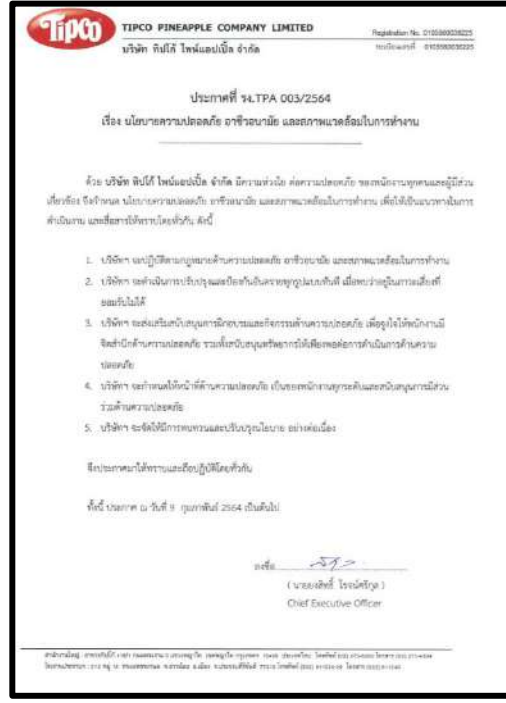 Tipco
TIPCO PINEAPPLE COMPANY LIMITED
Registration No. 0105560036225
บริษัท ทิปโก้ ไพน์แอปเปิ้ล จำกัด
ทะเบียนเลขที่ 0105560036225
ประกาศที่ รง.TPA 003/2564
เรื่อง นโยบายความปลอดภัย อาชีวอนามัย และสภาพแวดล้อมในการทำงาน
ด้วย บริษัท ทิปโก้ ไพน์แอปเปิ้ล จำกัด มีความห่วงใย ต่อความปลอดภัย ของพนักงานทุกคนและผู้มีส่วน
เกี่ยวข้อง จึงกำหนด นโยบายความปลอดภัย อาชีวอนามัย และสภาพแวดล้อมในการทำงาน เพื่อให้เป็นแนวทางในการ
ดำเนินงาน และสื่อสารให้ทราบโดยทั่วกัน ดังนี้
1. บริษัทฯ จะปฏิบัติตามกฎหมายด้านความปลอดภัย อาชีวอนามัย และสภาพแวดล้อมในการทำงาน
2. บริษัทฯ จะดำเนินการปรับปรุงและป้องกันอันตรายทุกรูปแบบทันที เมื่อพบว่าอยู่ในภาวะเสี่ยงที่
ยอมรับไม่ได้
3. บริษัทฯ จะส่งเสริมสนับสนุนการฝึกอบรมและกิจกรรมด้านความปลอดภัย เพื่อจูงใจให้พนักงานมี
จิตสำนึกด้านความปลอดภัย รวมทั้งสนับสนุนทรัพยากรให้เพียงพอต่อการดำเนินการด้านความ
ปลอดภัย
4. บริษัทฯ จะกำหนดให้หน้าที่ด้านความปลอดภัย เป็นของพนักงานทุกระดับและสนับสนุนการมีส่วน
ร่วมด้านความปลอดภัย
5. บริษัทฯ จะจัดให้มีการทบทวนและปรับปรุงนโยบาย อย่างต่อเนื่อง
จึงประกาศมาให้ทราบและถือปฏิบัติโดยทั่วกัน
ทั้งนี้ ประกาศ ณ วันที่ 9 กุมภาพันธ์ 2564 เป็นต้นไป
ลงชื่อ
( นายยงสิทธิ์ โรจน์ศรีกุล )
Chief Executive Officer